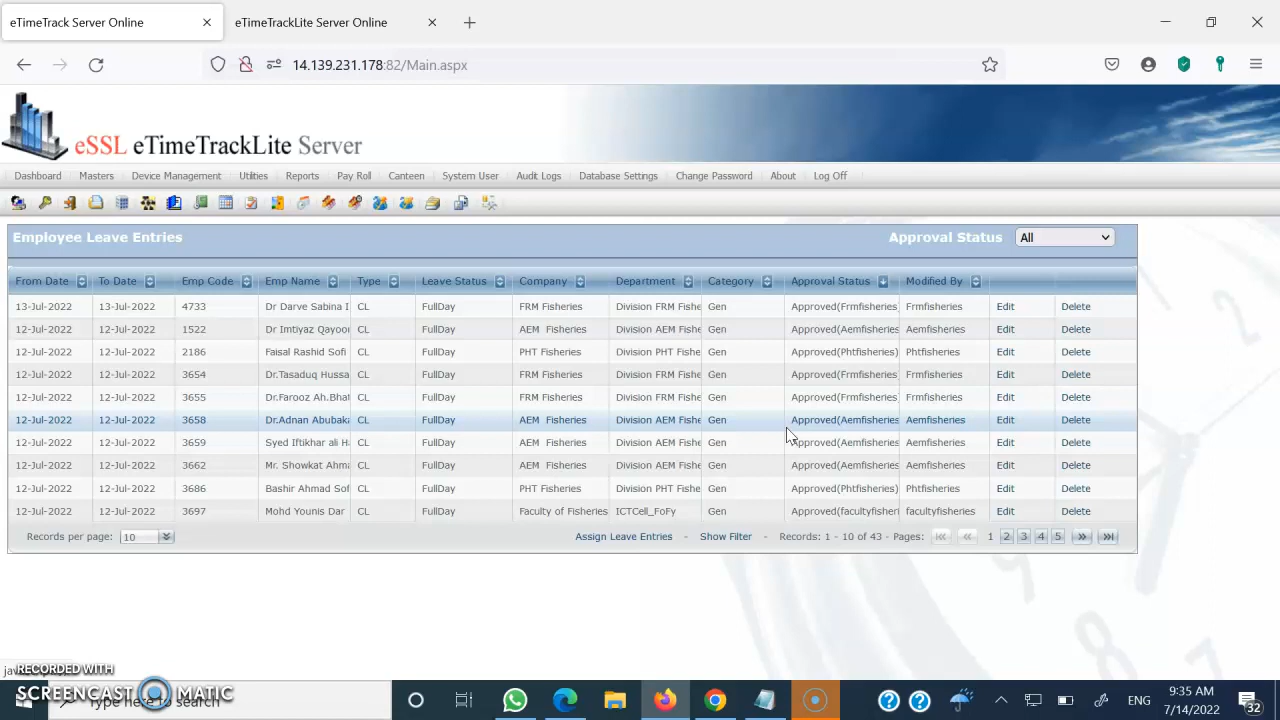 eTimeTrack Server Online
eTimeTrackLite Server Online
14.139.231.178:82/Main.aspx
eSSL eTimeTrackLite Server
Dashboard Masters Device Management Utilities Reports Pay Roll Canteen System User Audit Logs Database Settings Change Password About Log Off
Employee Leave Entries Approval Status All
From Date To Date Emp Code Emp Name Type Leave Status Company Department Category Approval Status Modified By
13-Jul-2022 13-Jul-2022 4733 Dr Darve Sabina I CL FullDay FRM Fisheries Division FRM Fishe Gen Approved(Frmfisheries) Frmfisheries Edit Delete
12-Jul-2022 12-Jul-2022 1522 Dr Imtiyaz Qayoor CL FullDay AEM Fisheries Division AEM Fishe Gen Approved(Aemfisheries Aemfisheries Edit Delete
12-Jul-2022 12-Jul-2022 2186 Faisal Rashid Sofi CL FullDay PHT Fisheries Division PHT Fishe Gen Approved(Phtfisheries) Phtfisheries Edit Delete
12-Jul-2022 12-Jul-2022 3654 Dr.Tasaduq Hussa CL FullDay FRM Fisheries Division FRM Fishe Gen Approved(Frmfisheries) Frmfisheries Edit Delete
12-Jul-2022 12-Jul-2022 3655 Dr.Farooz Ah.Bhat CL FullDay FRM Fisheries Division FRM Fishe Gen Approved(Frmfisheries) Frmfisheries Edit Delete
12-Jul-2022 12-Jul-2022 3658 Dr.Adnan Abubaka CL FullDay AEM Fisheries Division AEM Fishe Gen Approved(Aemfisheries Aemfisheries Edit Delete
12-Jul-2022 12-Jul-2022 3659 Syed Iftikhar ali Ha CL FullDay AEM Fisheries Division AEM Fishe Gen Approved(Aemfisheries Aemfisheries Edit Delete
12-Jul-2022 12-Jul-2022 3662 Mr. Showkat Ahma CL FullDay AEM Fisheries Division AEM Fishe Gen Approved(Aemfisheries Aemfisheries Edit Delete
12-Jul-2022 12-Jul-2022 3686 Bashir Ahmad Sof CL FullDay PHT Fisheries Division PHT Fishe Gen Approved(Phtfisheries) Phtfisheries Edit Delete
12-Jul-2022 12-Jul-2022 3697 Mohd Younis Dar CL FullDay Faculty of Fisheries ICTCell_FoFy Gen Approved(facultyfisheri facultyfisheries Edit Delete
Records per page: 10 Assign Leave Entries - Show Filter - Records: 1 - 10 of 43 - Pages: 1 2 3 4 5
RECORDED WITH
SCREENCAST MATIC
Type here to search
ENG
9:35 AM
7/14/2022
32